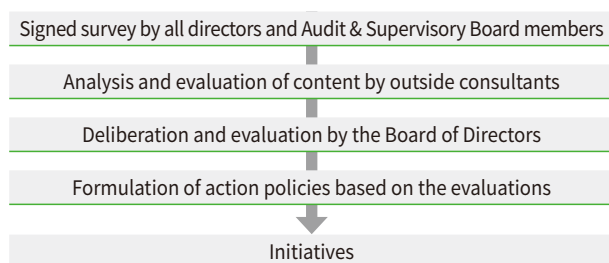 Signed survey by all directors and Audit & Supervisory Board members
Analysis and evaluation of content by outside consultants
Deliberation and evaluation by the Board of Directors
Formulation of action policies based on the evaluations
Initiatives